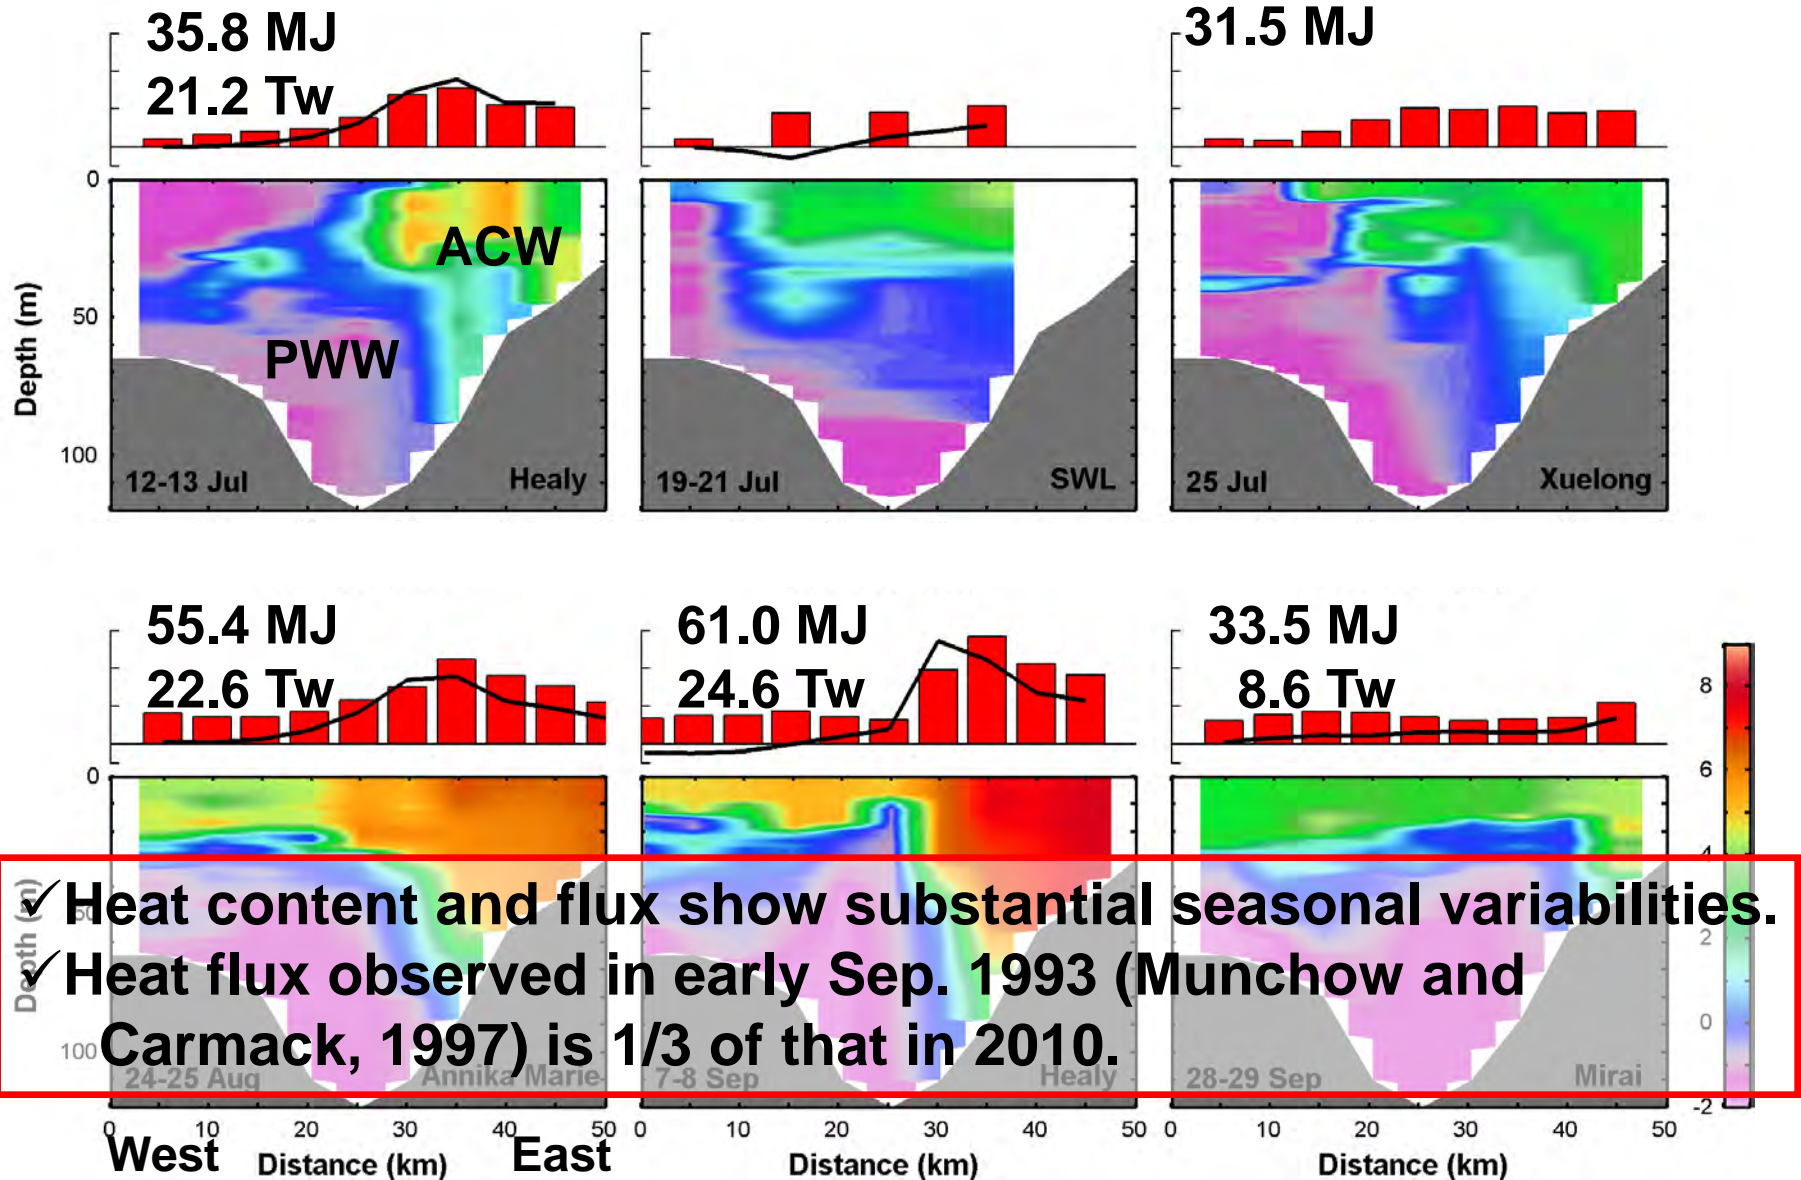 35.8 MJ
21.2 Tw
31.5 MJ
0
50
100
Depth (m)
ACW
PWW
12-13 Jul
Healy
19-21 Jul
SWL
25 Jul
Xuelong
55.4 MJ
22.6 Tw
61.0 MJ
24.6 Tw
33.5 MJ
8.6 Tw
0
50
100
Depth (m)
8
6
4
2
0
-2
✓Heat content and flux show substantial seasonal variabilities.
✓Heat flux observed in early Sep. 1993 (Munchow and
Carmack, 1997) is 1/3 of that in 2010.
24-25 Aug
Annika Marie
7-8 Sep
Healy
28-29 Sep
Mirai
0 10 20 30 40 50
0 10 20 30 40 50
0 10 20 30 40 50
West
Distance (km)
East
Distance (km)
Distance (km)